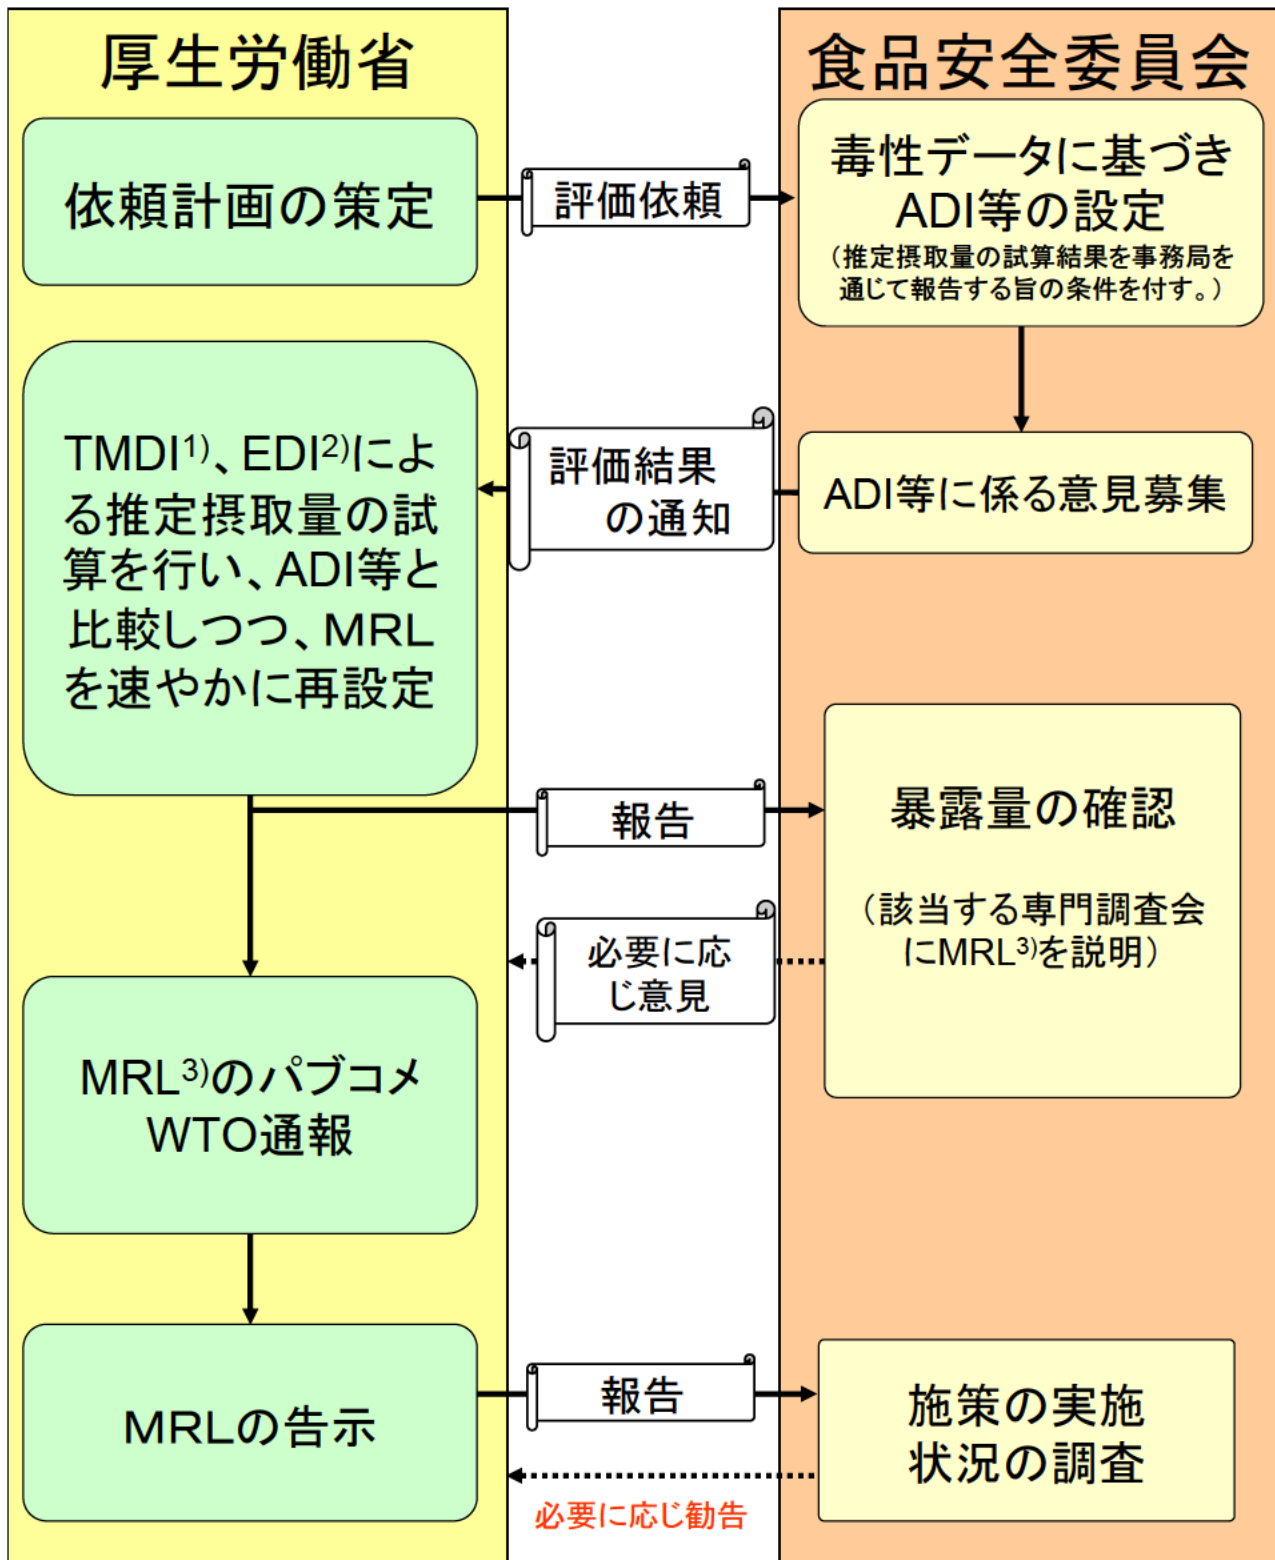 厚生労働省
食品安全委員会
依頼計画の策定
評価依頼
毒性データに基づき
ADI等の設定
（推定摂取量の試算結果を事務局を
通じて報告する旨の条件を付す。）
TMDI1)、EDI2)によ
る推定摂取量の試
算を行い、ADI等と
比較しつつ、ＭＲＬ
を速やかに再設定
評価結果
の通知
ADI等に係る意見募集
報告
暴露量の確認
（該当する専門調査会
にMRL3)を説明）
必要に応
じ意見
MRL3)のパブコメ
WTO通報
ＭＲＬの告示
報告
施策の実施
状況の調査
必要に応じ勧告